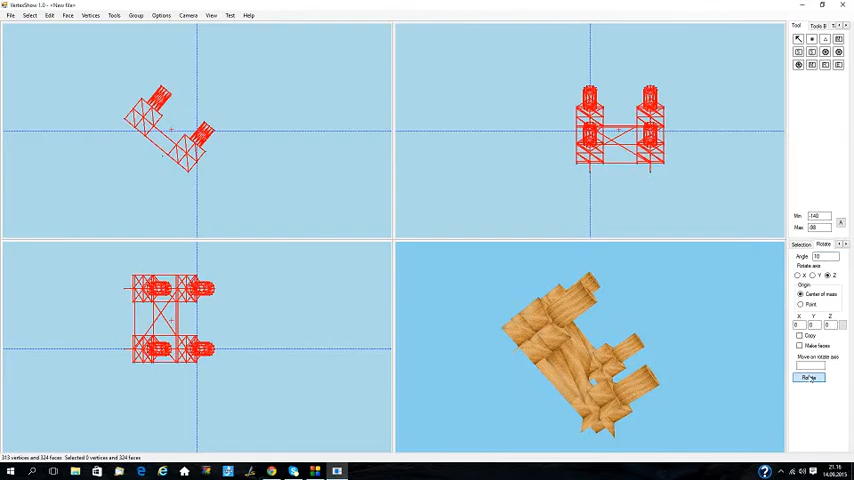 VertexShow 1.0 - <New file>
File Select Edit Face Vertices Tools Group Options Camera View Test Help
Tool Tools B
Min -140
Max -98
A
Selection Rotate
Angle 10
Rotate axis
X Y Z
Origin
Center of mass
Point
X Y Z
0 0 0
Copy
Make faces
Move on rotate axis
Rotate
313 vertices and 324 faces Selected 0 vertices and 324 faces
21.16
14.09.2015